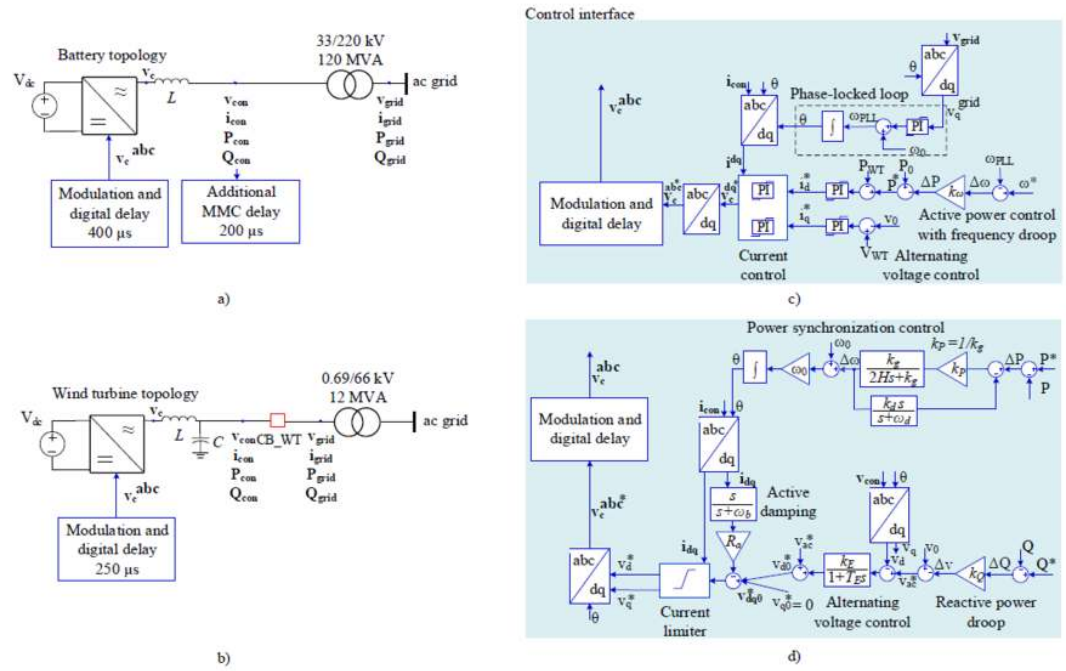 a)
33/220 kV
120 MVA
Battery topology
V_dc
v_c
L
ac grid
v_con
i_con
P_con
Q_con
v_grid
i_grid
P_grid
Q_grid
v_c^abc
Modulation and
digital delay
400 μs
Additional
MMC delay
200 μs
a)
Wind turbine topology
0.69/66 kV
12 MVA
V_dc
v_c
L
C
ac grid
v_con
CB_WT
v_grid
i_con
i_grid
P_con
P_grid
Q_con
Q_grid
v_c^abc
Modulation and
digital delay
250 μs
b)
Control interface
v_grid
θ
abc
dq
i_con
θ
Phase-locked loop
v_q^grid
abc
dq
θ
∫
ω_PLL
PI
ω_0
v_c^abc
i^dq
P_WT
P_0
ω_PLL
Modulation and
digital delay
v_c^abc*
abc
dq
v_c^dq*
PI
PI
i_d^*
PI
P^*
ΔP
k_ω
Δω
ω*
i_q^*
PI
v_0
Active power control
with frequency droop
Current
control
V_WT
Alternating
voltage control
c)
Power synchronization control
ω_0
k_P=1/k_g
θ
∫
ω_0
Δω
k_g
2Hs+k_g
k_P
ΔP
P*
P
k_d s
s+ω_d
v_c^abc
Modulation and
digital delay
i_con
θ
abc
dq
i_dq
s
s+ω_b
Active
damping
v_con
θ
abc
dq
v_c^abc*
R_a
i_dq
v_ac^*
v_q
v_0
Q
abc
dq
v_d^*
v_q^*
v_d0^*
k_E
1+T_E s
v_d
v_ac^*
Δv
k_Q
ΔQ
Q*
θ
v_dq0^*
v_q0^*=0
Current
limiter
Alternating
voltage control
Reactive power
droop
d)